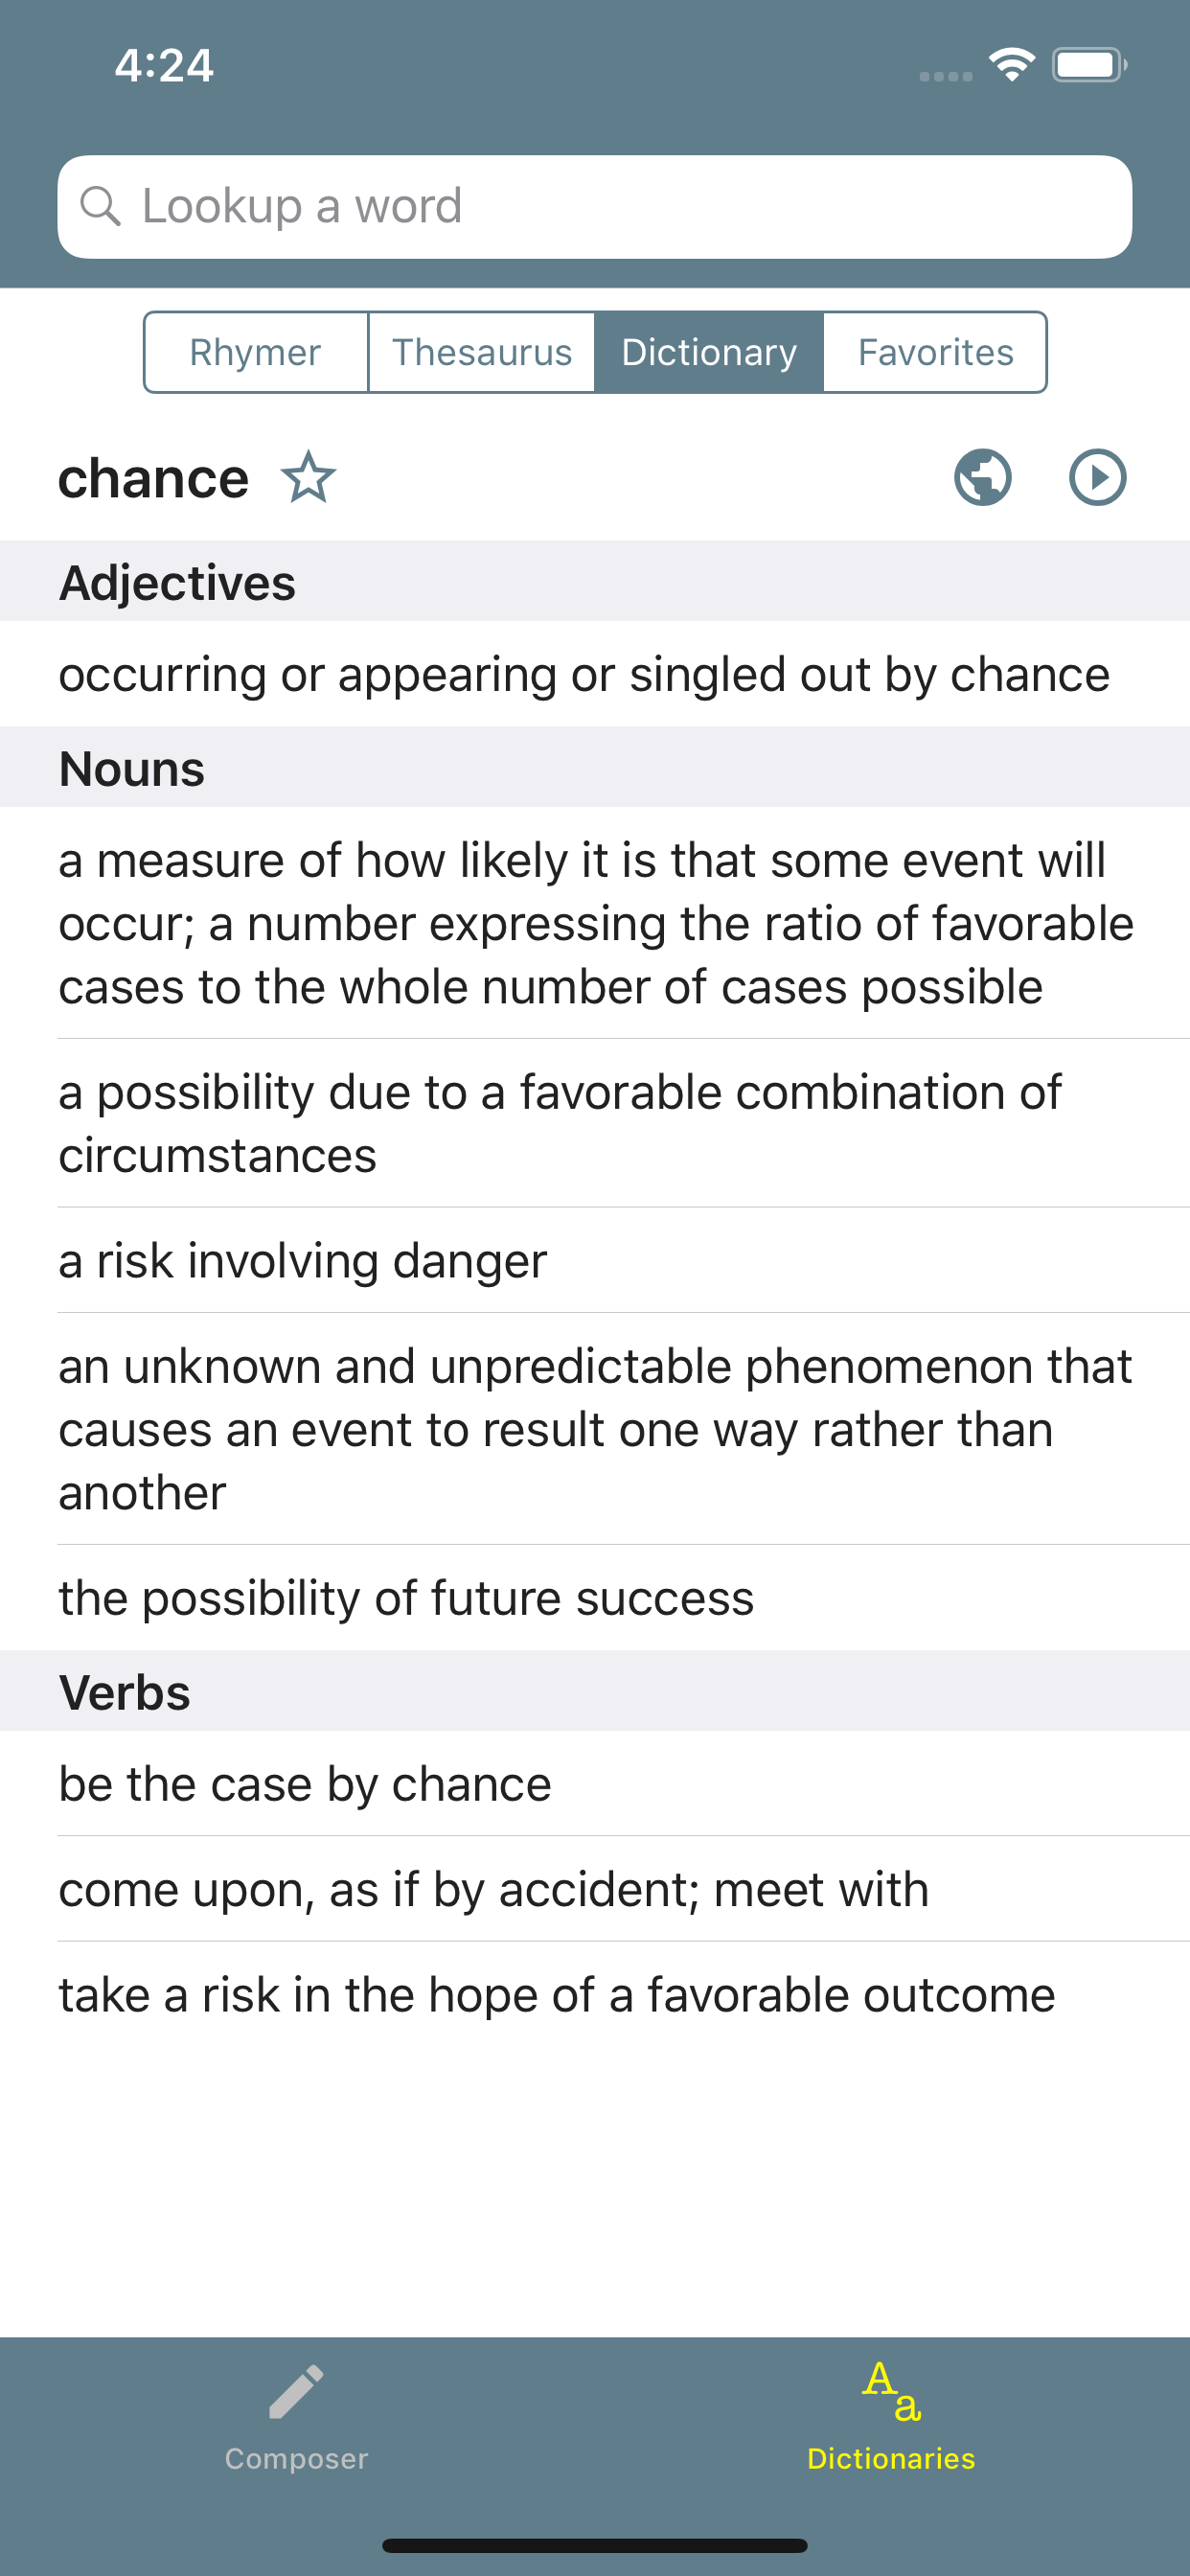 4:24
Lookup a word
Rhymer Thesaurus Dictionary Favorites
chance
Adjectives
occurring or appearing or singled out by chance
Nouns
a measure of how likely it is that some event will
occur; a number expressing the ratio of favorable
cases to the whole number of cases possible
a possibility due to a favorable combination of
circumstances
a risk involving danger
an unknown and unpredictable phenomenon that
causes an event to result one way rather than
another
the possibility of future success
Verbs
be the case by chance
come upon, as if by accident; meet with
take a risk in the hope of a favorable outcome
Aa
Composer Dictionaries